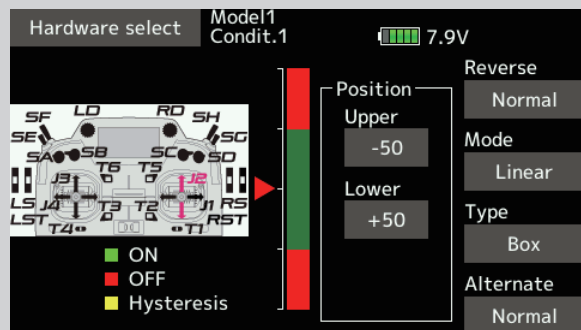 Hardware select
Model1
Condit.1
7.9V
LD RD
SF SH
SE SG
SA SB SC SD
T6 T5
J3 J2
LS J4 J1 RS
LST T3 T2 RST
T4 T1
ON
OFF
Hysteresis
Position
Upper
-50
Lower
+50
Reverse
Normal
Mode
Linear
Type
Box
Alternate
Normal